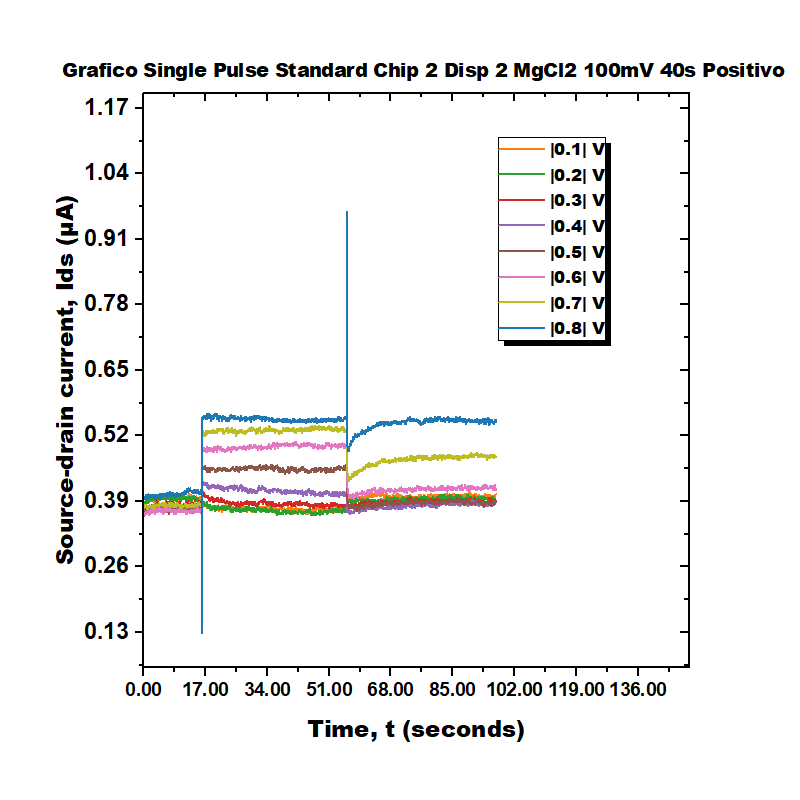 Grafico Single Pulse Standard Chip 2 Disp 2 MgCl2 100mV 40s Positivo
1.17
1.04
0.91
0.78
0.65
0.52
0.39
0.26
0.13
Source-drain current, Ids (µA)
|0.1| V
|0.2| V
|0.3| V
|0.4| V
|0.5| V
|0.6| V
|0.7| V
|0.8| V
0.00 17.00 34.00 51.00 68.00 85.00 102.00 119.00 136.00
Time, t (seconds)